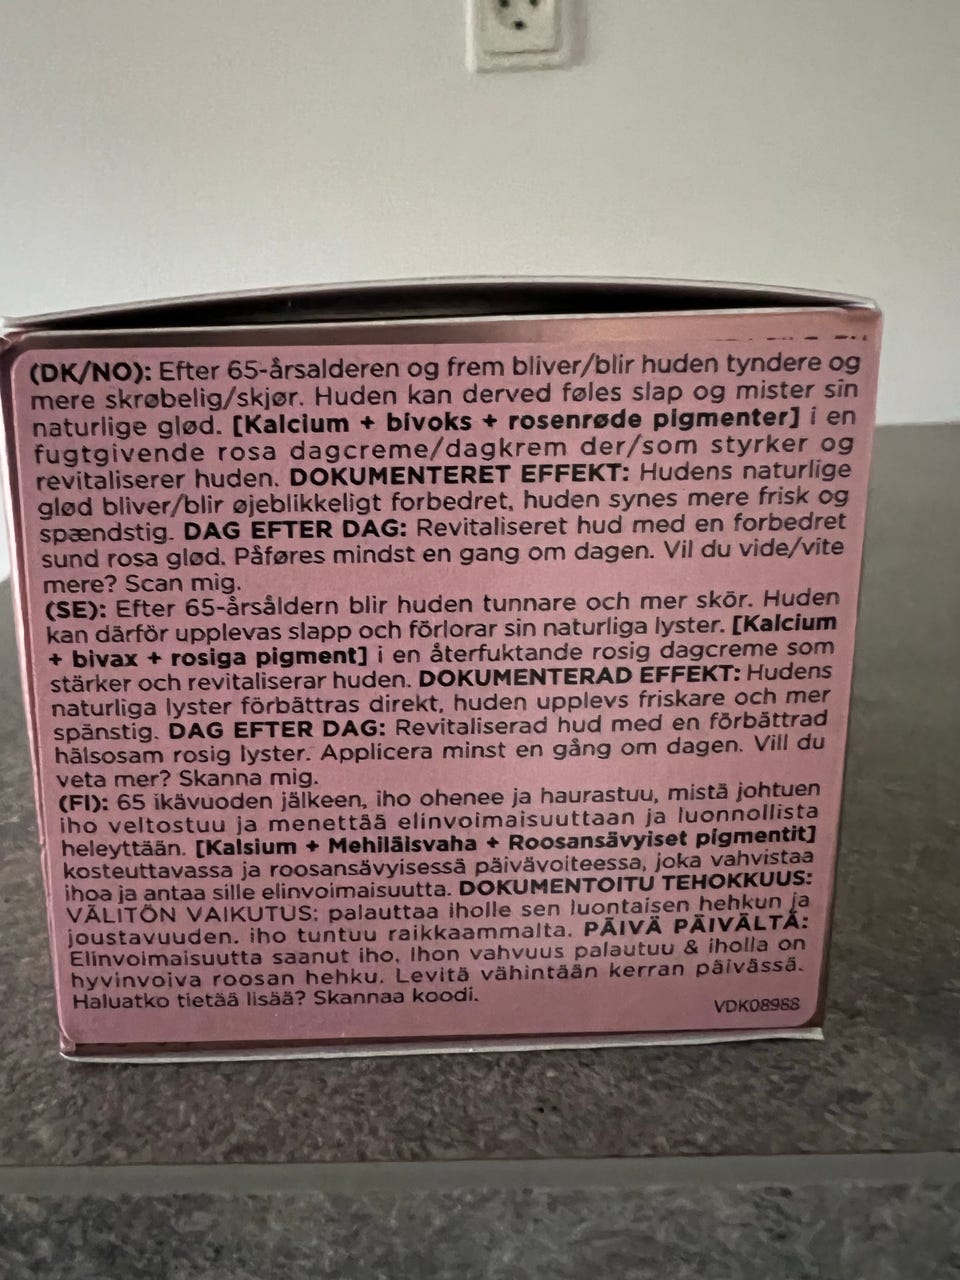 (DK/NO): Efter 65-årsalderen og frem bliver/blir huden tyndere og
mere skrøbelig/skjør. Huden kan derved føles slap og mister sin
naturlige glød. [Kalcium + bivoks + rosenrøde pigmenter] i en
fugtgivende rosa dagcreme/dagkrem der/som styrker og
revitaliserer huden. DOKUMENTERET EFFEKT: Hudens naturlige
glød bliver/blir øjeblikkeligt forbedret, huden synes mere frisk og
spændstig. DAG EFTER DAG: Revitaliseret hud med en forbedret
sund rosa glød. Påføres mindst en gang om dagen. Vil du vide/vite
mere? Scan mig.
(SE): Efter 65-årsåldern blir huden tunnare och mer skör. Huden
kan därför upplevas slapp och förlorar sin naturliga lyster. [Kalcium
+ bivax + rosiga pigment] i en återfuktande rosig dagcreme som
stärker och revitaliserar huden. DOKUMENTERAD EFFEKT: Hudens
naturliga lyster förbättras direkt, huden upplevs friskare och mer
spänstig. DAG EFTER DAG: Revitaliserad hud med en förbättrad
hälsosam rosig lyster. Applicera minst en gång om dagen. Vill du
veta mer? Skanna mig.
(FI): 65 ikävuoden jälkeen, iho ohenee ja haurastuu, mistä johtuen
iho veltostuu ja menettää elinvoimaisuuttaan ja luonnollista
heleyttään. [Kalsium + Mehiläisvaha + Roosansävyiset pigmentit]
kosteuttavassa ja roosansävyisessä päivävoiteessa, joka vahvistaa
ihoa ja antaa sille elinvoimaisuutta. DOKUMENTOITU TEHOKKUUS:
VÄLITÖN VAIKUTUS: palauttaa iholle sen luontaisen hehkun ja
joustavuuden. iho tuntuu raikkaammalta. PÄIVÄ PÄIVÄLTÄ:
Elinvoimaisuutta saanut iho. Ihon vahvuus palautuu & iholla on
hyvinvoiva roosan hehku. Levitä vähintään kerran päivässä.
Haluatko tietää lisää? Skannaa koodi.
VDK08988